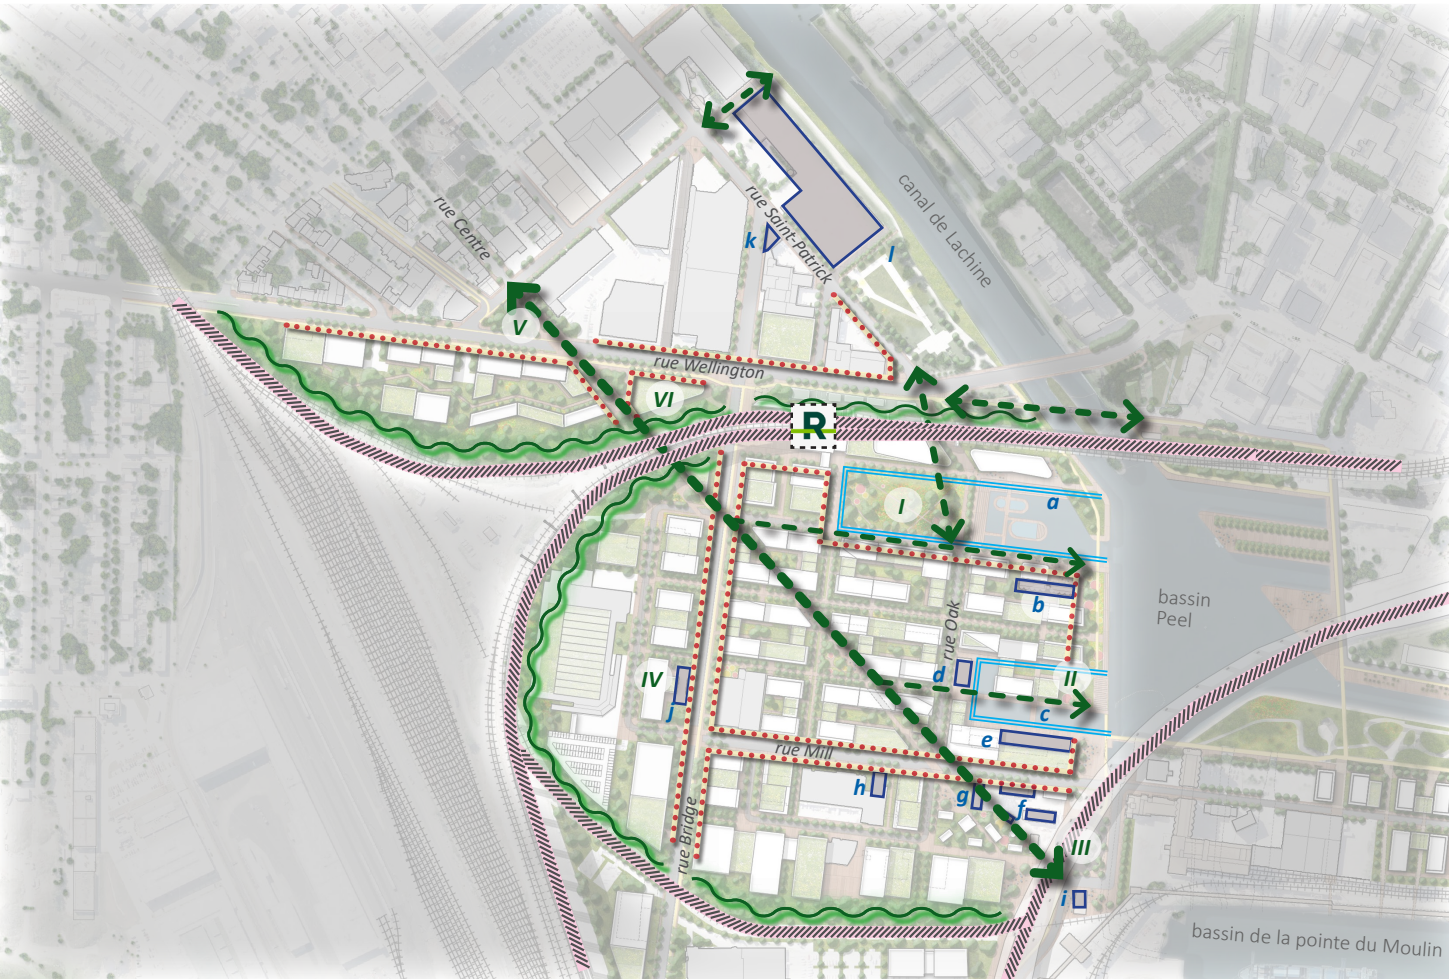 rue Centre
rue Saint-Patrick
canal de Lachine
k
l
V
rue Wellington
VI
R
I
a
bassin
Peel
b
rue Oak
IV
d
II
j
c
e
rue Mill
h
g
f
rue Bridge
III
i
bassin de la pointe du Moulin